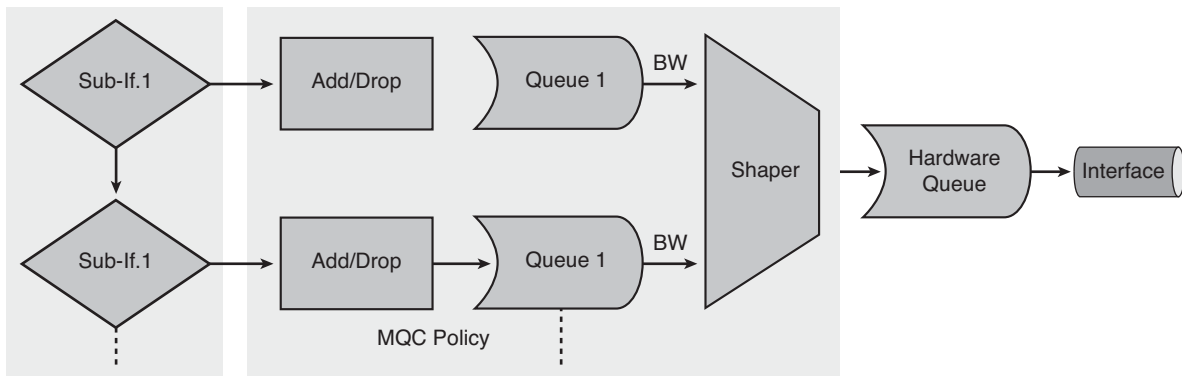 Sub-If.1
Add/Drop
Queue 1
BW
Shaper
Hardware
Queue
Interface
Sub-If.1
Add/Drop
Queue 1
BW
MQC Policy